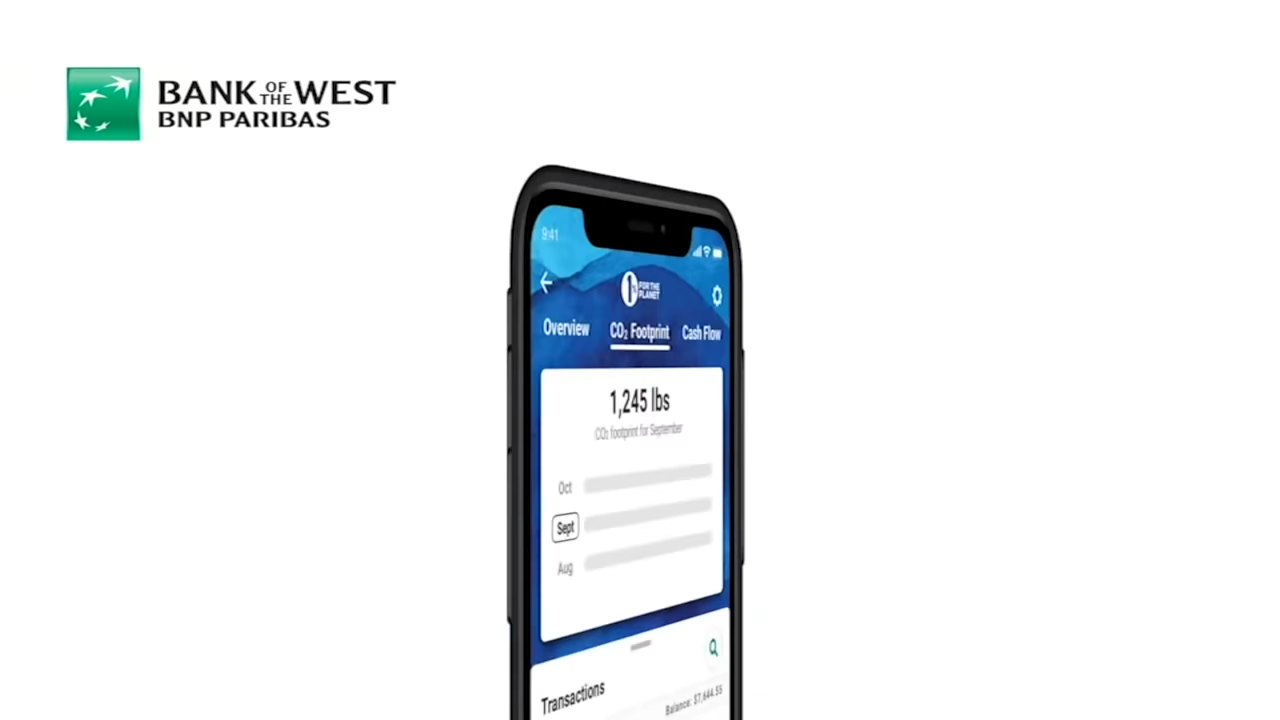 BANK OF THE WEST
BNP PARIBAS
9:41
1% FOR THE PLANET
Overview CO₂ Footprint Cash Flow
1,245 lbs
CO₂ footprint for September
Oct
Sept
Aug
Transactions
Balance: $7,644.55